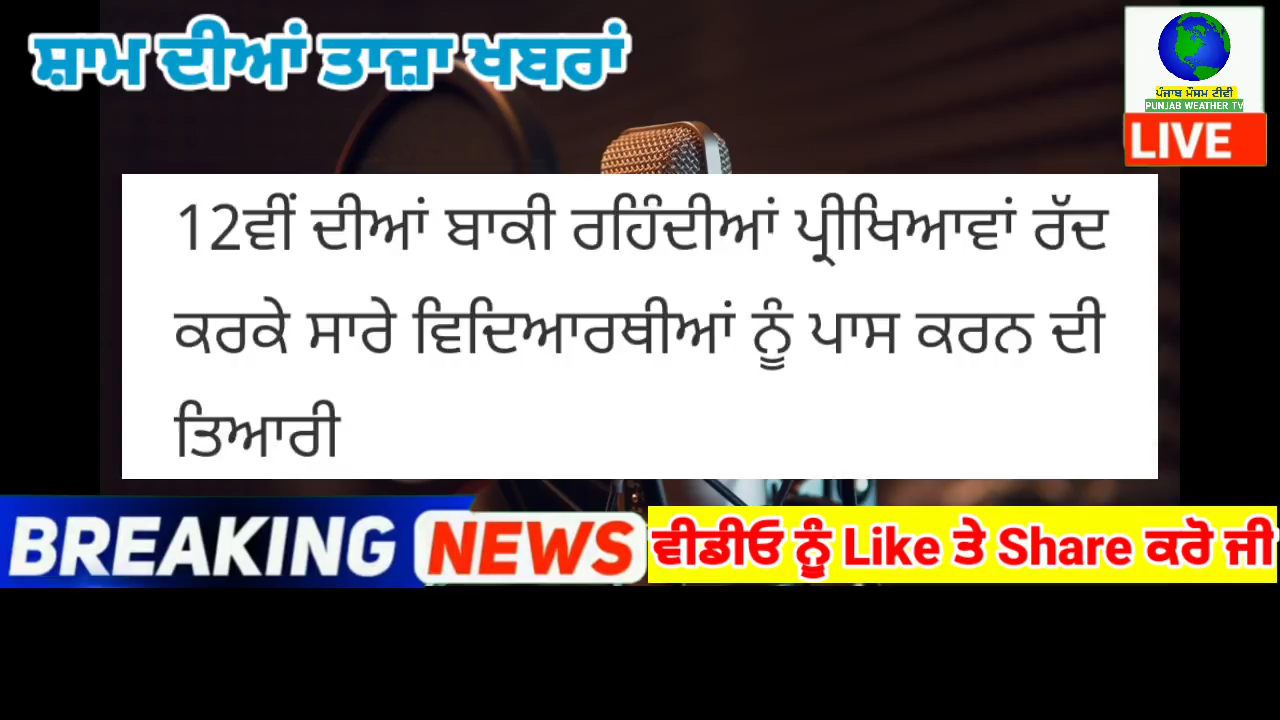 ਸ਼ਾਮ ਦੀਆਂ ਤਾਜ਼ਾ ਖਬਰਾਂ
ਪੰਜਾਬ ਮੌਸਮ ਟੀਵੀ
PUNJAB WEATHER TV
LIVE
12ਵੀਂ ਦੀਆਂ ਬਾਕੀ ਰਹਿੰਦੀਆਂ ਪ੍ਰੀਖਿਆਵਾਂ ਰੱਦ
ਕਰਕੇ ਸਾਰੇ ਵਿਦਿਆਰਥੀਆਂ ਨੂੰ ਪਾਸ ਕਰਨ ਦੀ
ਤਿਆਰੀ
BREAKING NEWS
ਵੀਡੀਓ ਨੂੰ Like ਤੇ Share ਕਰੋ ਜੀ